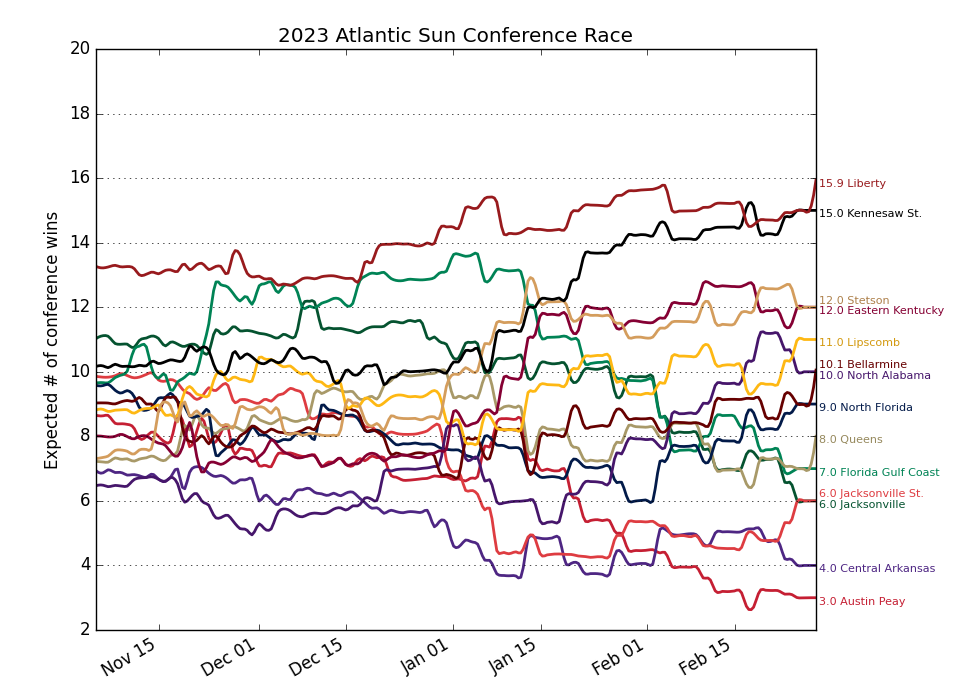 2023 Atlantic Sun Conference Race
Expected # of conference wins
20
18
16
14
12
10
8
6
4
2
Nov 15
Dec 01
Dec 15
Jan 01
Jan 15
Feb 01
Feb 15
15.9 Liberty
15.0 Kennesaw St.
12.0 Stetson
12.0 Eastern Kentucky
11.0 Lipscomb
10.1 Bellarmine
10.0 North Alabama
9.0 North Florida
8.0 Queens
7.0 Florida Gulf Coast
6.0 Jacksonville St.
6.0 Jacksonville
4.0 Central Arkansas
3.0 Austin Peay